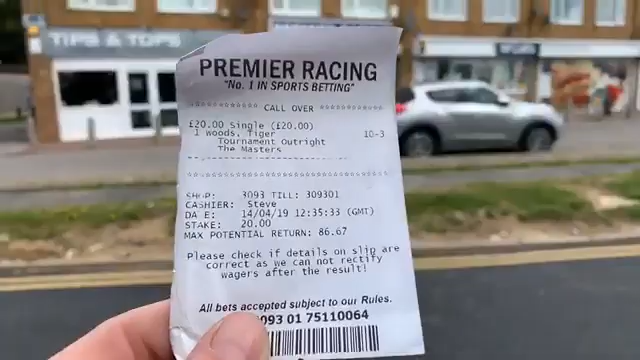 TIPS & TOPS
PREMIER RACING
"No. 1 IN SPORTS BETTING"
************ CALL OVER ************
£20.00 Single (£20.00)
1 Woods, Tiger 10-3
Tournament Outright
The Masters
SHOP: 3093 TILL: 309301
CASHIER: Steve
DATE: 14/04/19 12:35:33 (GMT)
STAKE: 20.00
MAX POTENTIAL RETURN: 86.67
Please check if details on slip are
correct as we can not rectify
wagers after the result!
All bets accepted subject to our Rules.
3093 01 75110064